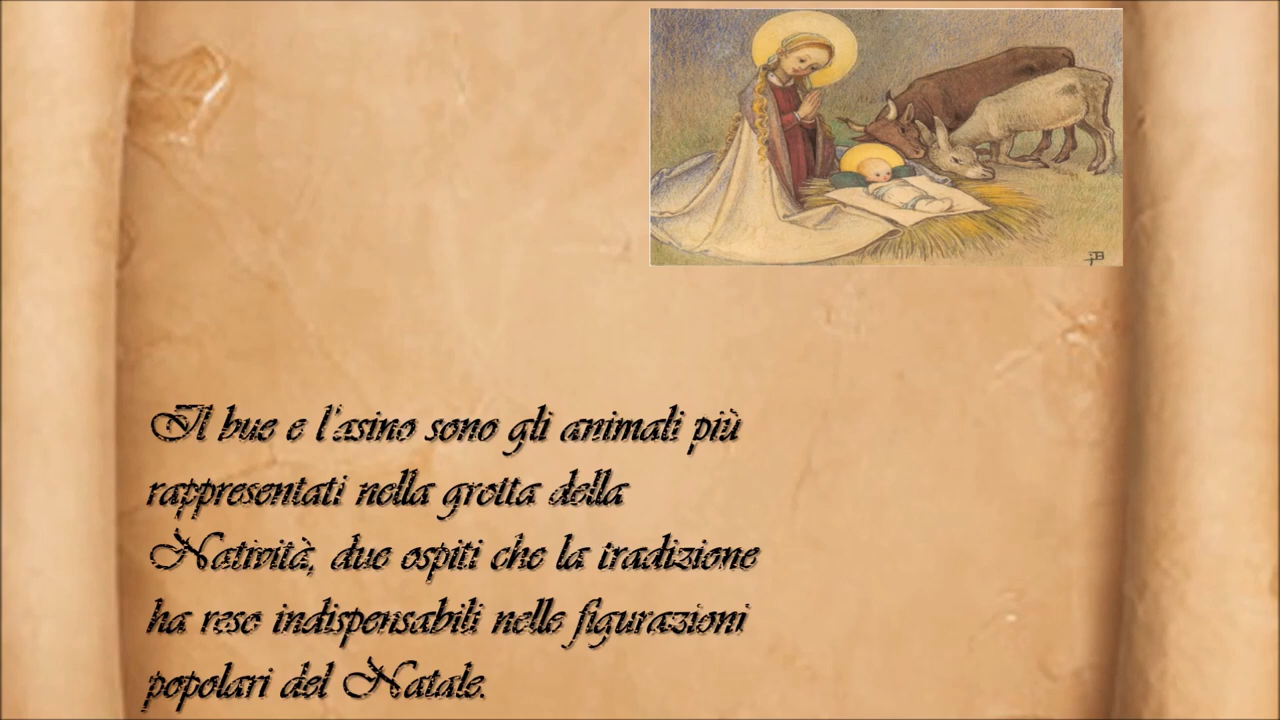 Il bue e l'asino sono gli animali più
rappresentati nella grotta della
Natività, due ospiti che la tradizione
ha reso indispensabili nelle figurazioni
popolari del Natale.